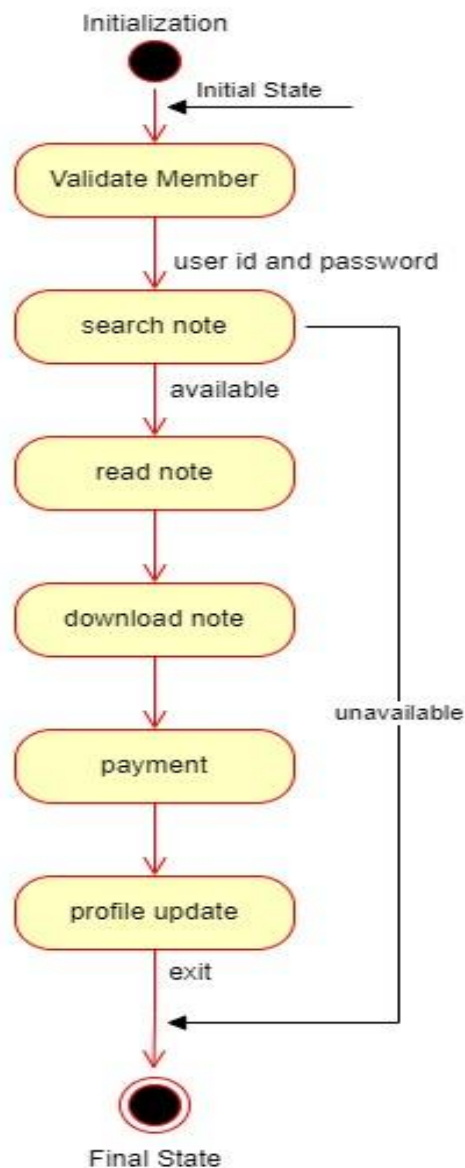 Initialization
Initial State
Validate Member
user id and password
search note
available
read note
download note
unavailable
payment
profile update
exit
Final State